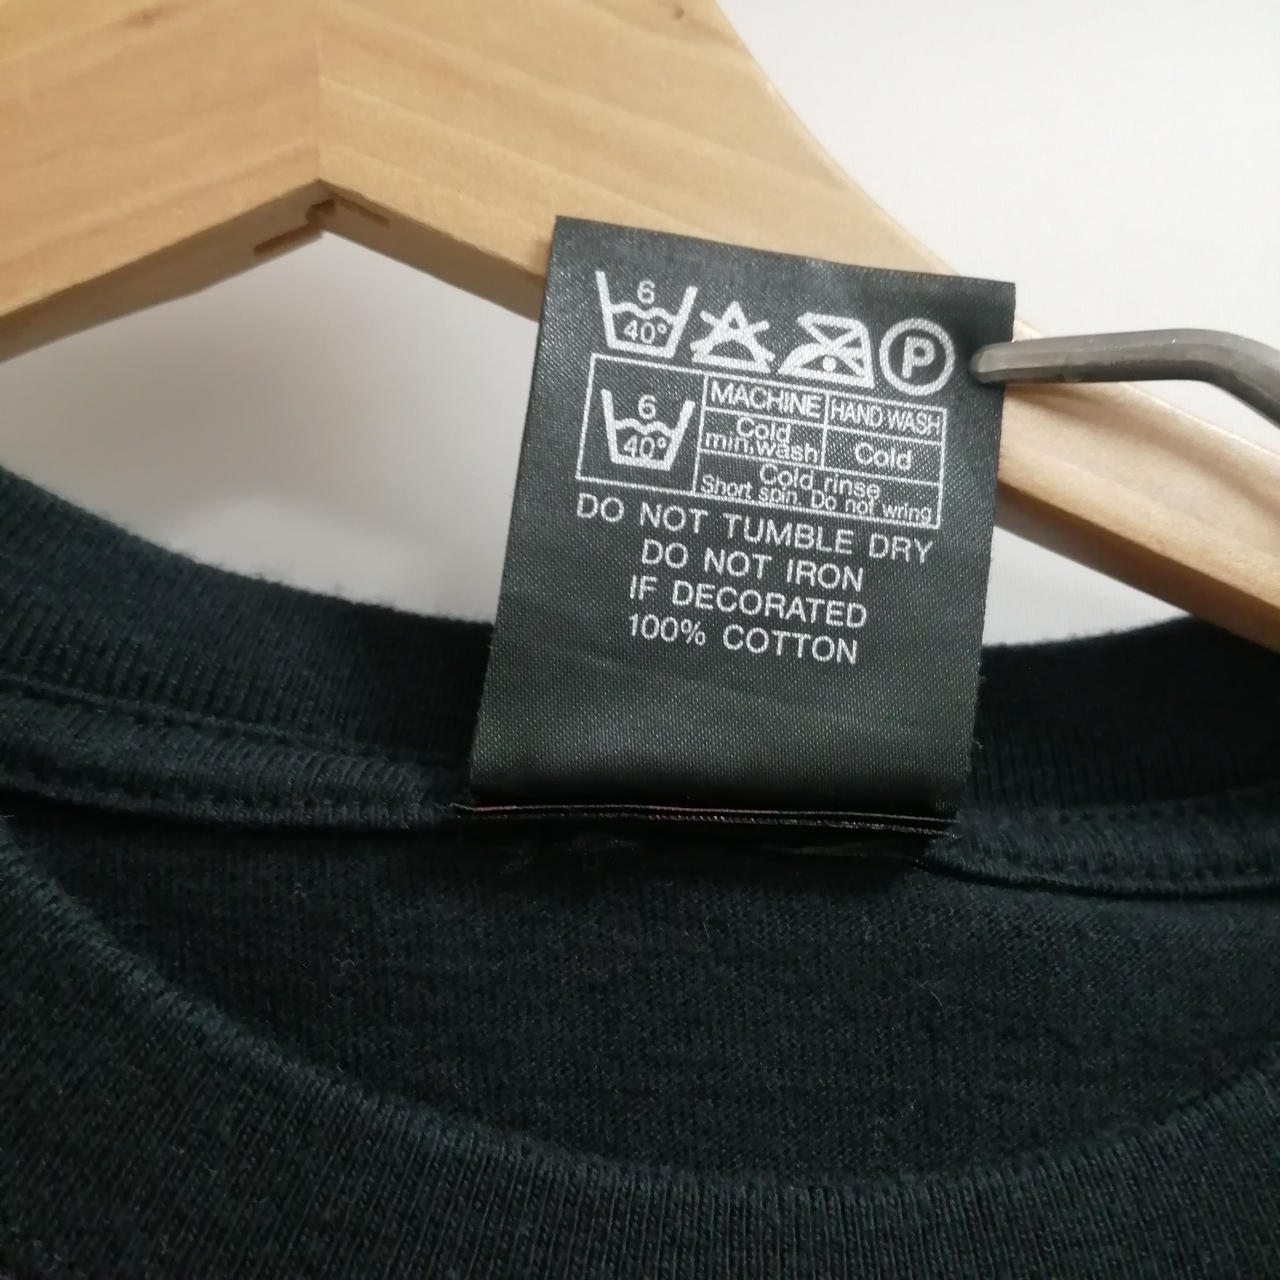 6
40°
P
6
40°
MACHINE HAND WASH
Cold
min.wash
Cold
Cold rinse
Short spin Do not wring
DO NOT TUMBLE DRY
DO NOT IRON
IF DECORATED
100% COTTON